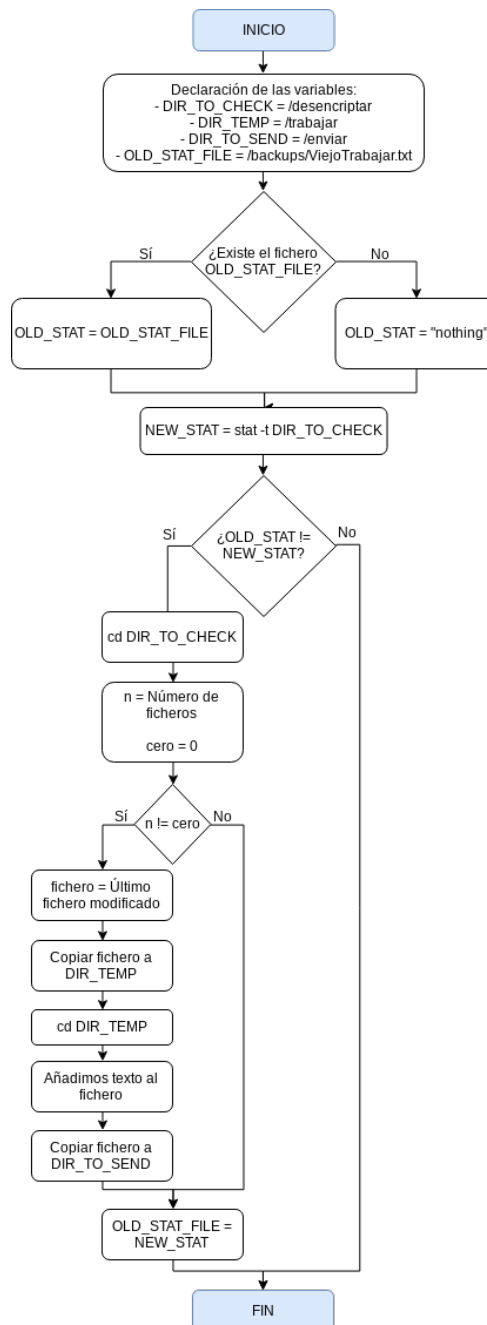 INICIO
Declaración de las variables:
- DIR_TO_CHECK = /desencriptar
- DIR_TEMP = /trabajar
- DIR_TO_SEND = /enviar
- OLD_STAT_FILE = /backups/ViejoTrabajar.txt
¿Existe el fichero
OLD_STAT_FILE?
Sí
No
OLD_STAT = OLD_STAT_FILE
OLD_STAT = "nothing"
NEW_STAT = stat -t DIR_TO_CHECK
¿OLD_STAT !=
NEW_STAT?
Sí
No
cd DIR_TO_CHECK
n = Número de
ficheros
cero = 0
n != cero
Sí
No
fichero = Último
fichero modificado
Copiar fichero a
DIR_TEMP
cd DIR_TEMP
Añadimos texto al
fichero
Copiar fichero a
DIR_TO_SEND
OLD_STAT_FILE =
NEW_STAT
FIN